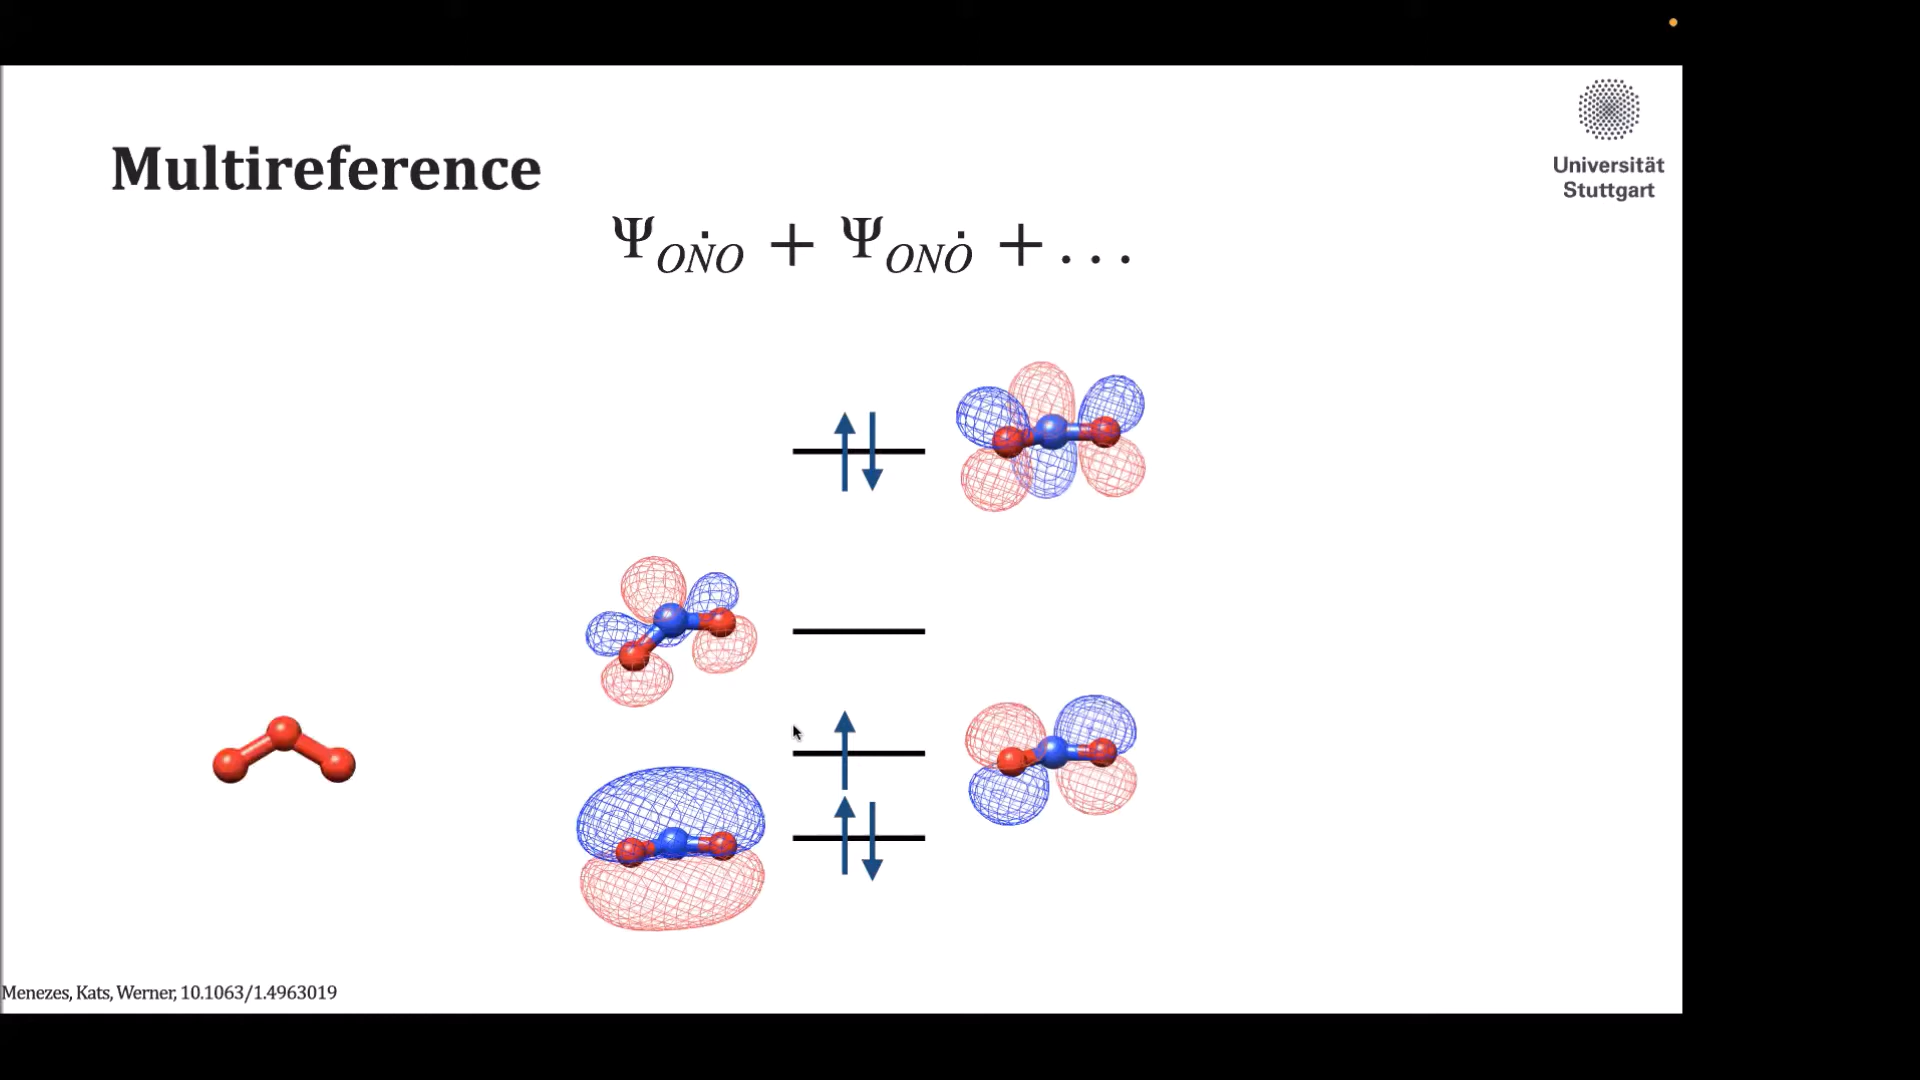 Universität
Stuttgart
Multireference
Ψ_{OṄO} + Ψ_{ONȮ} + . . .
Menezes, Kats, Werner, 10.1063/1.4963019